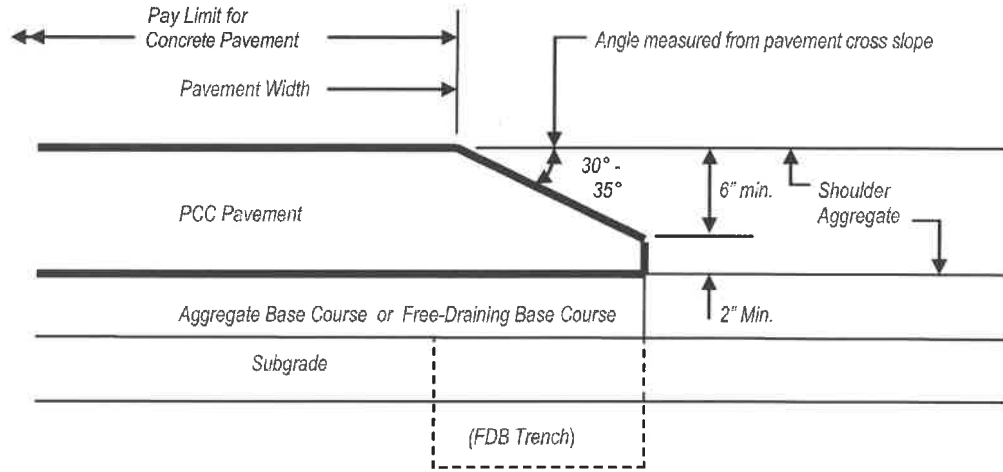 Pay Limit for
Concrete Pavement
Angle measured from pavement cross slope
Pavement Width
30° -
35°
6" min.
Shoulder
Aggregate
PCC Pavement
2" Min.
Aggregate Base Course or Free-Draining Base Course
Subgrade
(FDB Trench)